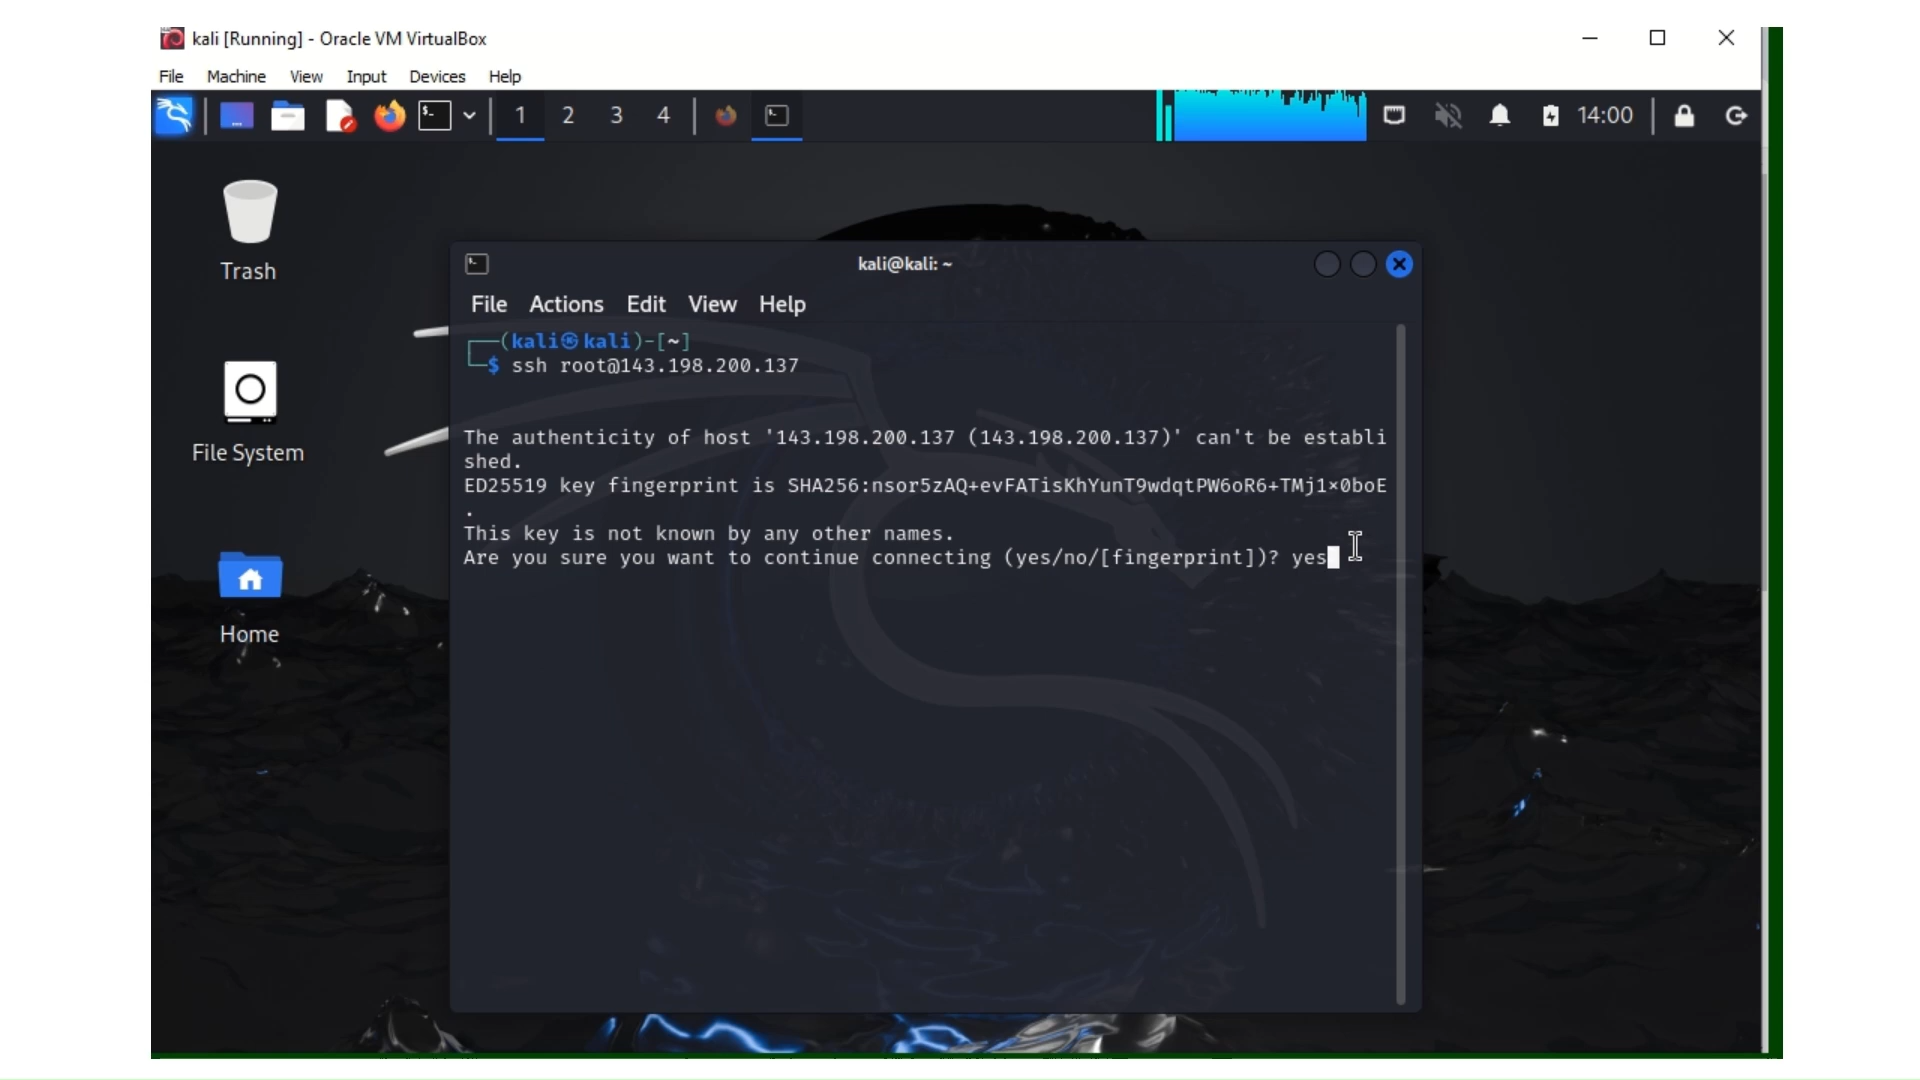 kali [Running] - Oracle VM VirtualBox
File Machine View Input Devices Help
1 2 3 4 14:00
Trash
File System
Home
kali@kali: ~
File Actions Edit View Help
┌──(kali㉿kali)-[~]
└─$ ssh root@143.198.200.137
The authenticity of host '143.198.200.137 (143.198.200.137)' can't be establi
shed.
ED25519 key fingerprint is SHA256:nsor5zAQ+evFATisKhYunT9wdqtPW6oR6+TMj1×0boE
.
This key is not known by any other names.
Are you sure you want to continue connecting (yes/no/[fingerprint])? yes